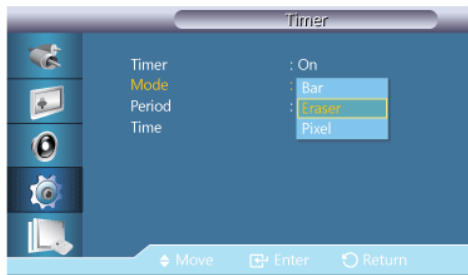 Timer
Timer : On
Mode : Bar
Period : Eraser
Time Pixel
Move Enter Return